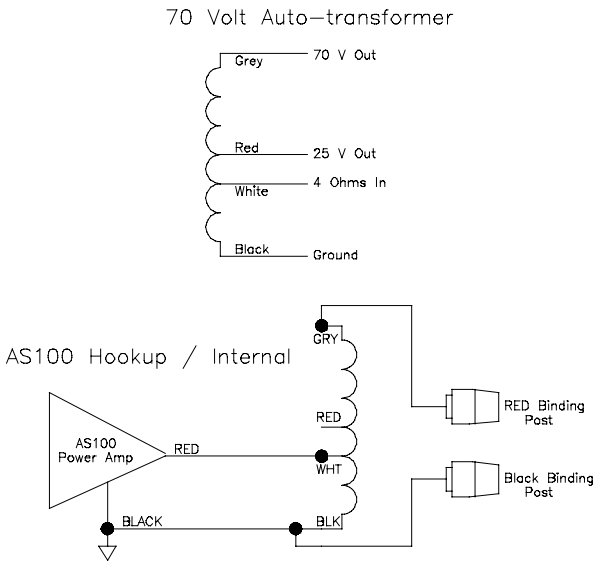 70 Volt Auto-transformer
Grey
70 V Out
Red
25 V Out
White
4 Ohms In
Black
Ground
AS100 Hookup / Internal
GRY
RED
WHT
BLK
AS100
Power Amp
RED
BLACK
RED Binding
Post
Black Binding
Post